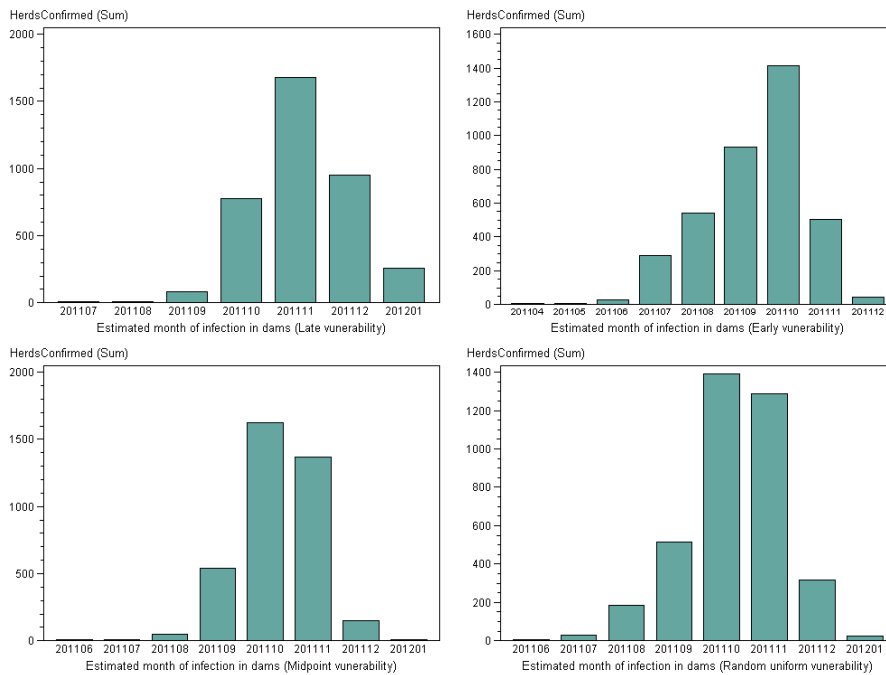 HerdsConfirmed (Sum)
2000
1500
1000
500
0
201107 201108 201109 201110 201111 201112 201201
Estimated month of infection in dams (Late vunerability)
HerdsConfirmed (Sum)
1600
1400
1200
1000
800
600
400
200
0
201104 201105 201106 201107 201108 201109 201110 201111 201112
Estimated month of infection in dams (Early vunerability)
HerdsConfirmed (Sum)
2000
1500
1000
500
0
201106 201107 201108 201109 201110 201111 201112 201201
Estimated month of infection in dams (Midpoint vunerability)
HerdsConfirmed (Sum)
1400
1200
1000
800
600
400
200
0
201106 201107 201108 201109 201110 201111 201112 201201
Estimated month of infection in dams (Random uniform vunerability)